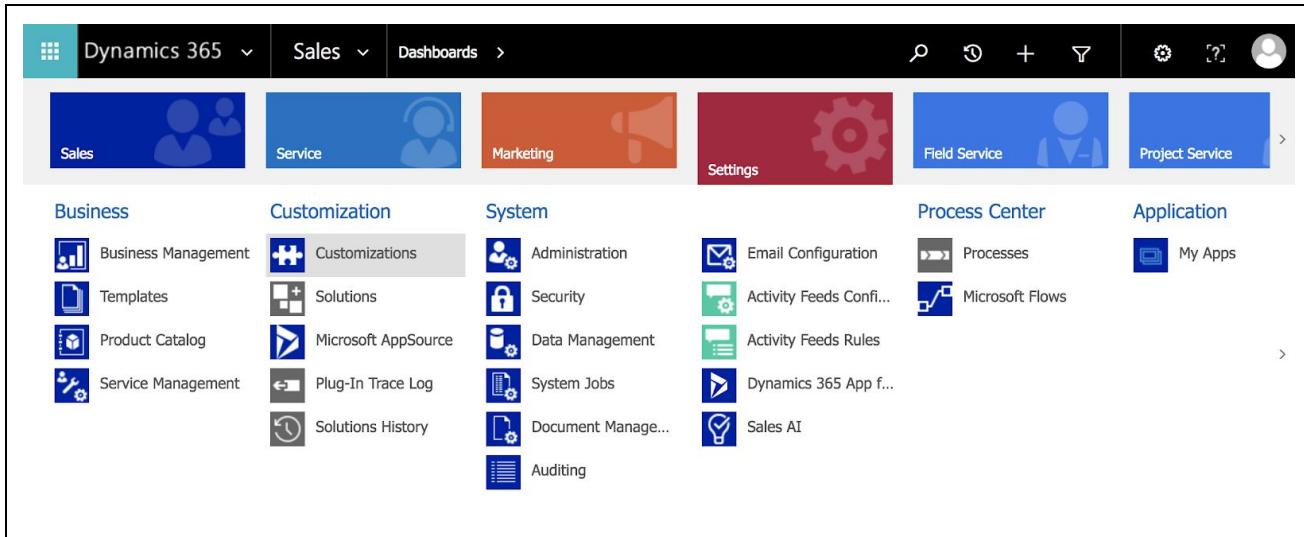 Dynamics 365 Sales Dashboards
Sales Service Marketing Settings Field Service Project Service
Business Customization System Process Center Application
Business Management Customizations Administration Email Configuration Processes My Apps
Templates Solutions Security Activity Feeds Confi... Microsoft Flows
Product Catalog Microsoft AppSource Data Management Activity Feeds Rules
Service Management Plug-In Trace Log System Jobs Dynamics 365 App f...
Solutions History Document Manage... Sales AI
Auditing